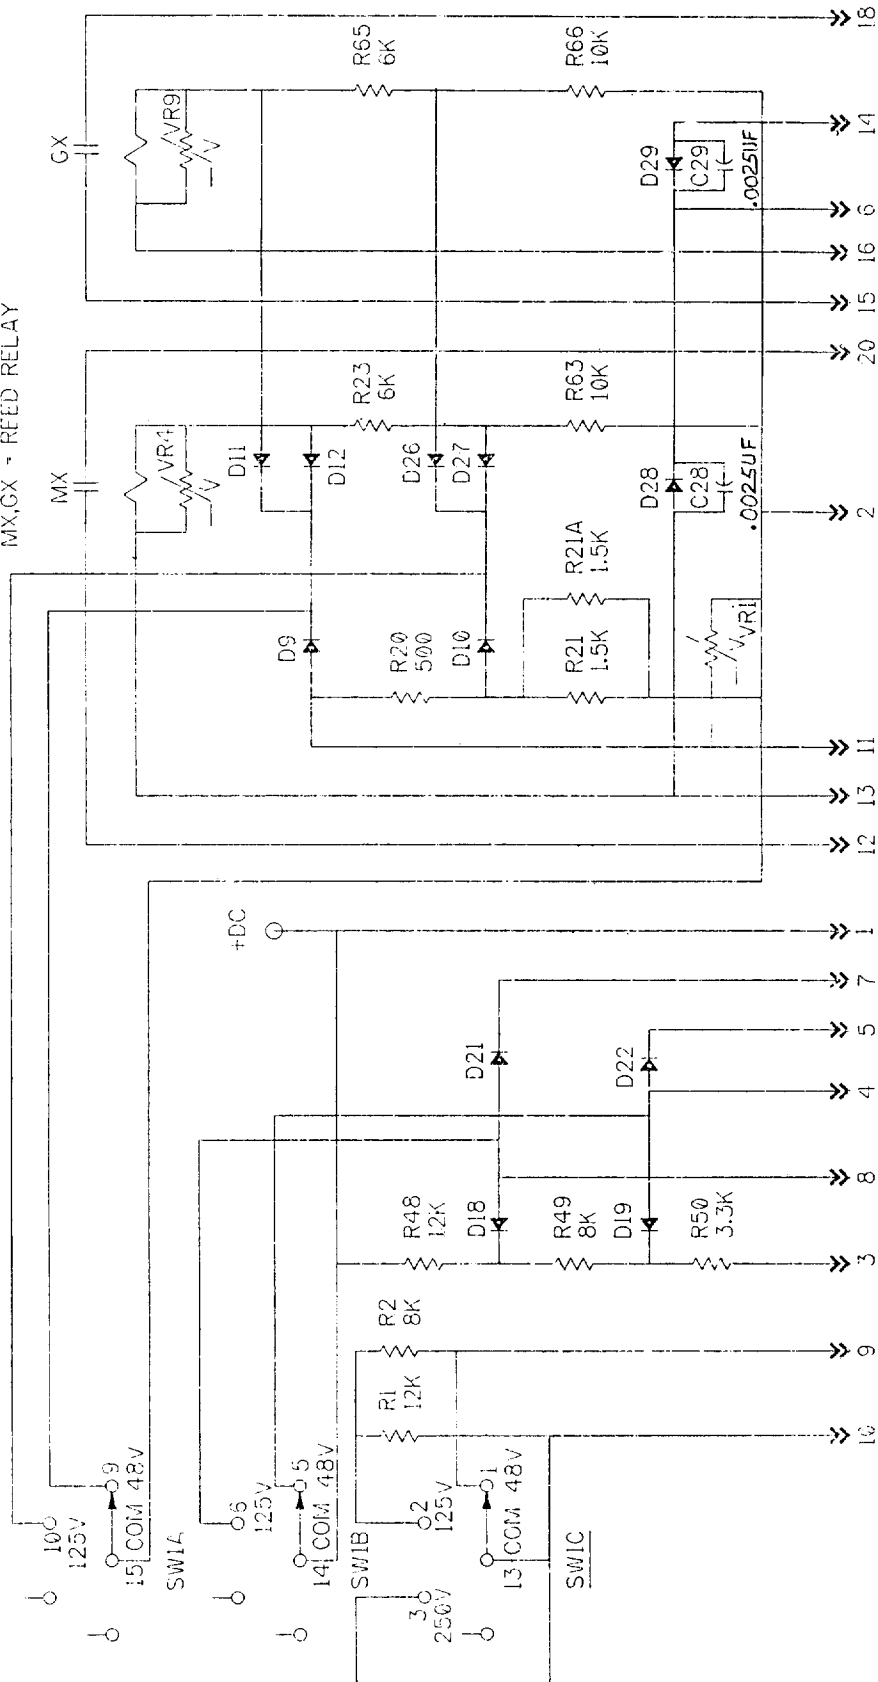 MX,GX - REED RELAY
GX
VR9
V
R65
6K
R66
10K
18
D29
C29
.0025UF
14
6
16
15
MX
VR4
V
D11
D12
R23
6K
D26
D27
R63
10K
D28
C28
.0025UF
20
2
D9
R20
500
D10
R21A
1.5K
R21
1.5K
V
VR1
11
13
12
+DC
1
D21
7
D22
5
4
8
R48
12K
D18
R49
8K
D19
R50
3.3K
3
R2
8K
9
R1
12K
10
10
125V
9
15
COM 48V
SW1A
6
125V
5
14
COM 48V
SW1B
3
250V
2
125V
1
13
COM 48V
SW1C